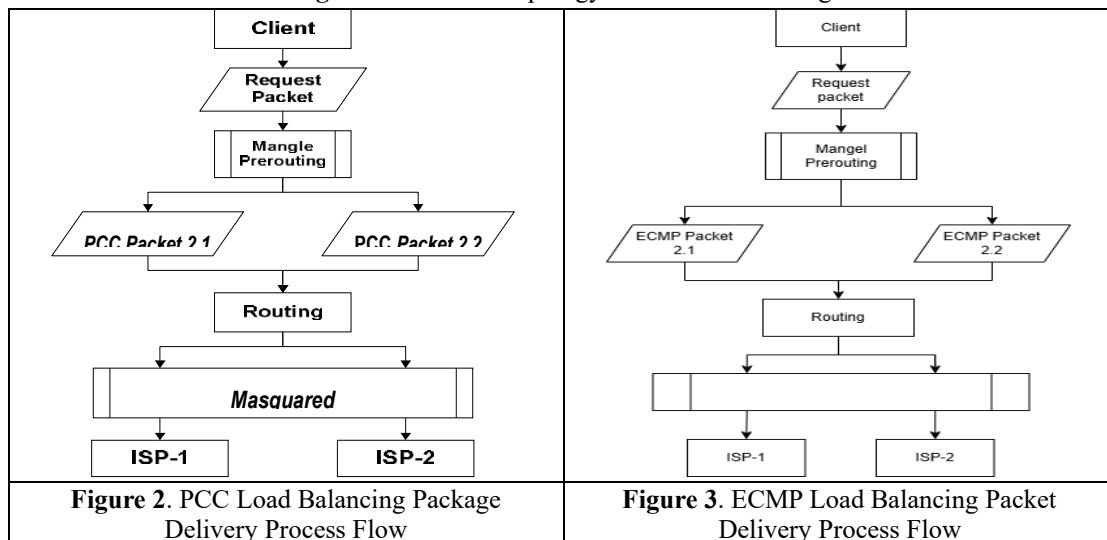 Client
Request
Packet
Mangle
Prerouting
PCC Packet 2.1
PCC Packet 2.2
Routing
Masquared
ISP-1
ISP-2
Figure 2. PCC Load Balancing Package
Delivery Process Flow
Client
Request
packet
Mangel
Prerouting
ECMP Packet
2.1
ECMP Packet
2.2
Routing
ISP-1
ISP-2
Figure 3. ECMP Load Balancing Packet
Delivery Process Flow